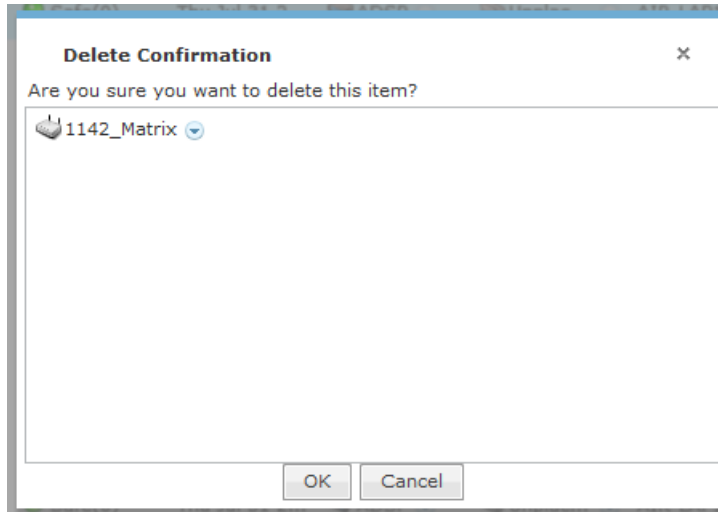 Delete Confirmation
Are you sure you want to delete this item?
1142_Matrix
OK Cancel